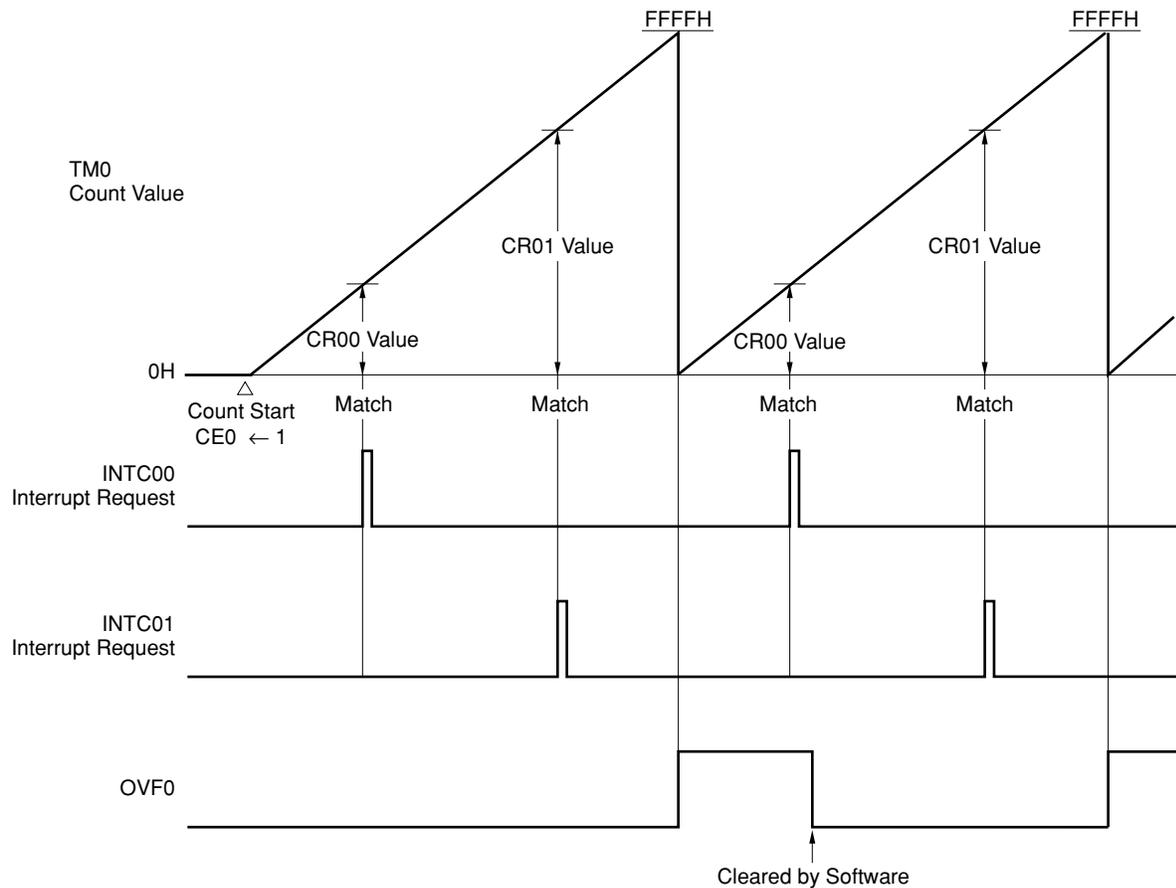 FFFFH
FFFFH
TM0
Count Value
CR01 Value
CR01 Value
CR00 Value
CR00 Value
0H
Match
Match
Match
Match
Count Start
CE0 ← 1
INTC00
Interrupt Request
INTC01
Interrupt Request
OVF0
Cleared by Software